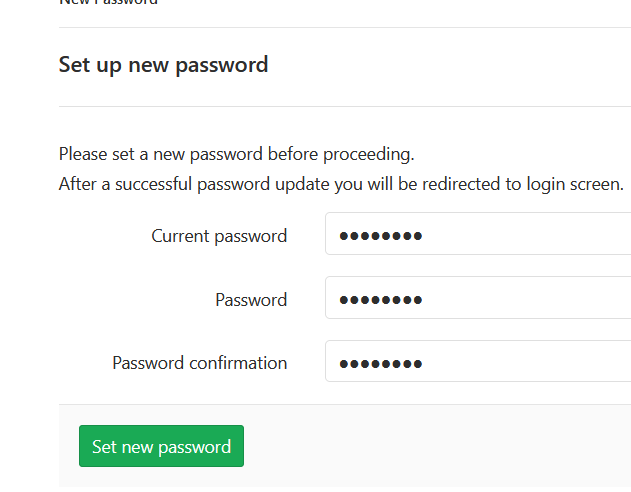 New Password
Set up new password
Please set a new password before proceeding.
After a successful password update you will be redirected to login screen.
Current password ●●●●●●●●
Password ●●●●●●●●
Password confirmation ●●●●●●●●
Set new password